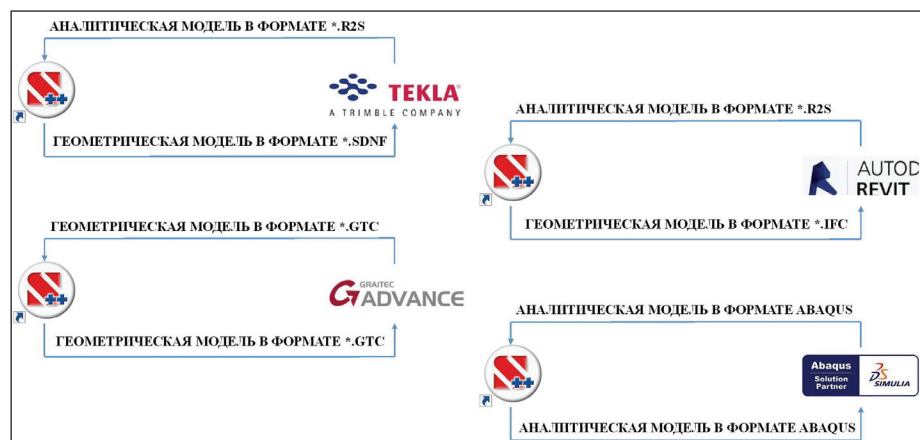 АНАЛИТИЧЕСКАЯ МОДЕЛЬ В ФОРМАТЕ *.R2S
++
TEKLA®
A TRIMBLE COMPANY
ГЕОМЕТРИЧЕСКАЯ МОДЕЛЬ В ФОРМАТЕ *.SDNF
АНАЛИТИЧЕСКАЯ МОДЕЛЬ В ФОРМАТЕ *.R2S
++
AUTOD
REVIT
ГЕОМЕТРИЧЕСКАЯ МОДЕЛЬ В ФОРМАТЕ *.IFC
ГЕОМЕТРИЧЕСКАЯ МОДЕЛЬ В ФОРМАТЕ *.GTC
++
GRAITEC
ADVANCE
ГЕОМЕТРИЧЕСКАЯ МОДЕЛЬ В ФОРМАТЕ *.GTC
АНАЛИТИЧЕСКАЯ МОДЕЛЬ В ФОРМАТЕ ABAQUS
++
Abaqus
Solution
Partner
SIMULIA
АНАЛИТИЧЕСКАЯ МОДЕЛЬ В ФОРМАТЕ ABAQUS